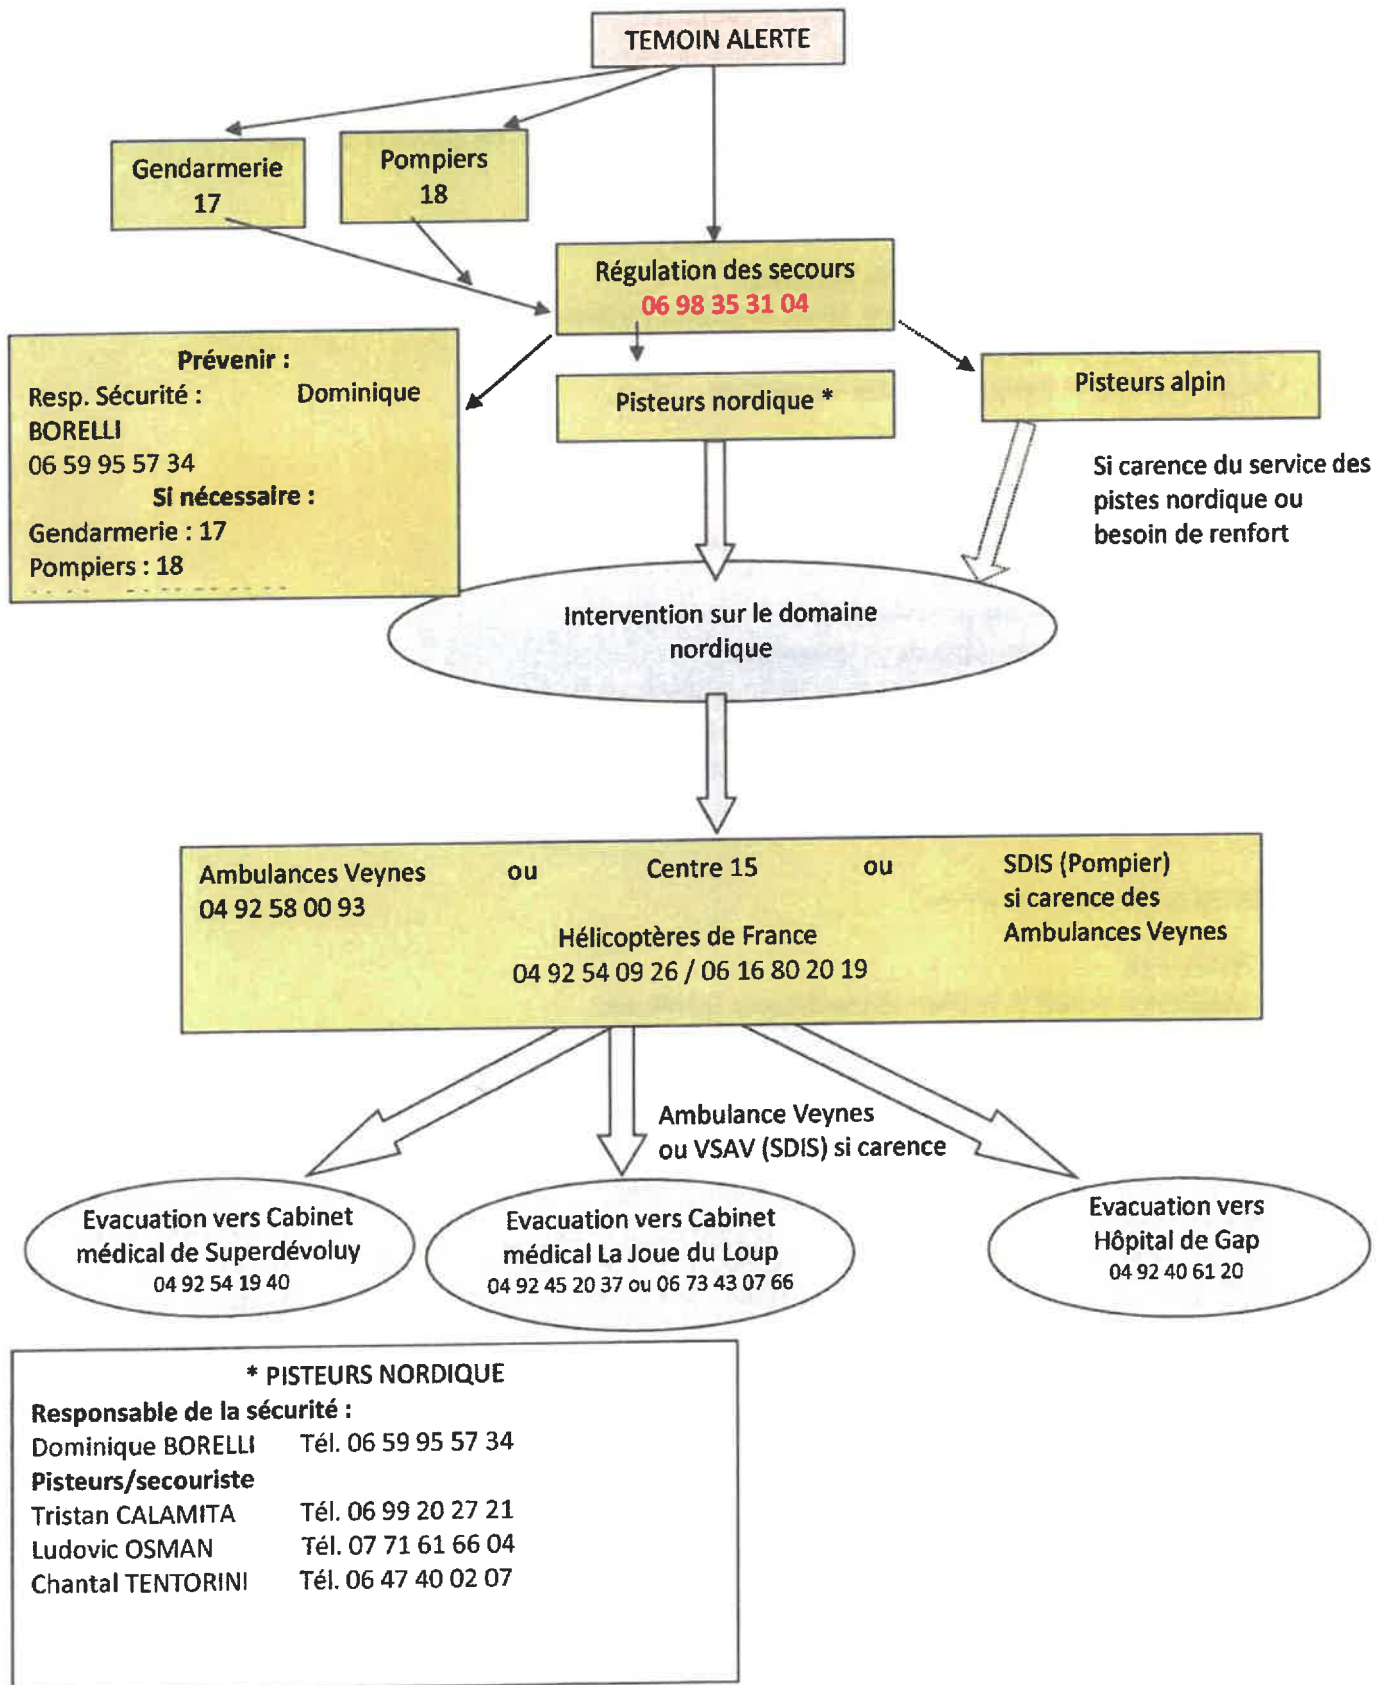 TEMOIN ALERTE
Gendarmerie
17
Pompiers
18
Régulation des secours
06 98 35 31 04
Prévenir :
Resp. Sécurité : Dominique
BORELLI
06 59 95 57 34
Si nécessaire :
Gendarmerie : 17
Pompiers : 18
Pisteurs nordique *
Pisteurs alpin
Si carence du service des
pistes nordique ou
besoin de renfort
Intervention sur le domaine
nordique
Ambulances Veynes ou Centre 15 ou SDIS (Pompier)
04 92 58 00 93 si carence des
Hélicoptères de France Ambulances Veynes
04 92 54 09 26 / 06 16 80 20 19
Ambulance Veynes
ou VSAV (SDIS) si carence
Evacuation vers Cabinet
médical de Superdévoluy
04 92 54 19 40
Evacuation vers Cabinet
médical La Joue du Loup
04 92 45 20 37 ou 06 73 43 07 66
Evacuation vers
Hôpital de Gap
04 92 40 61 20
* PISTEURS NORDIQUE
Responsable de la sécurité :
Dominique BORELLI Tél. 06 59 95 57 34
Pisteurs/secouriste
Tristan CALAMITA Tél. 06 99 20 27 21
Ludovic OSMAN Tél. 07 71 61 66 04
Chantal TENTORINI Tél. 06 47 40 02 07